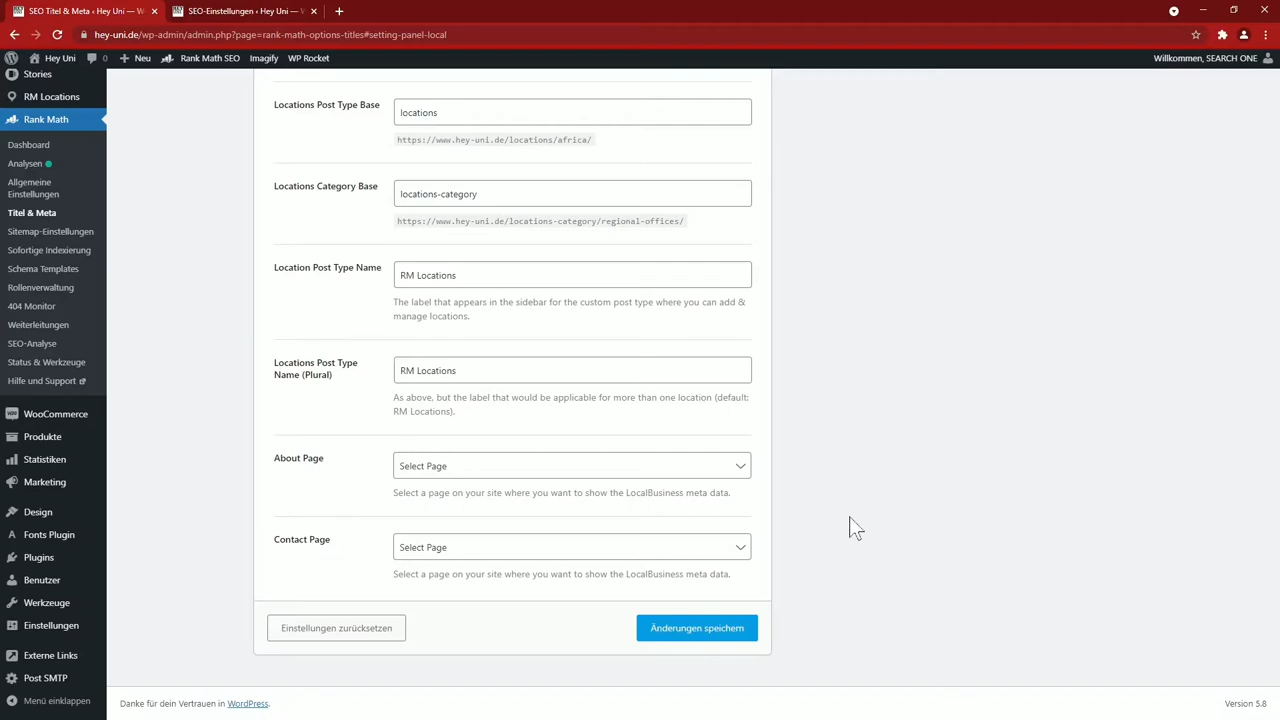 SEO Titel & Meta ‹ Hey Uni — W
SEO-Einstellungen ‹ Hey Uni — W
hey-uni.de/wp-admin/admin.php?page=rank-math-options-titles#setting-panel-local
Hey Uni
0
Neu
Rank Math SEO
Imagify
WP Rocket
Willkommen, SEARCH ONE
Stories
RM Locations
Rank Math
Dashboard
Analysen
Allgemeine
Einstellungen
Titel & Meta
Sitemap-Einstellungen
Sofortige Indexierung
Schema Templates
Rollenverwaltung
404 Monitor
Weiterleitungen
SEO-Analyse
Status & Werkzeuge
Hilfe und Support
WooCommerce
Produkte
Statistiken
Marketing
Design
Fonts Plugin
Plugins
Benutzer
Werkzeuge
Einstellungen
Externe Links
Post SMTP
Menü einklappen
Locations Post Type Base
locations
https://www.hey-uni.de/locations/africa/
Locations Category Base
locations-category
https://www.hey-uni.de/locations-category/regional-offices/
Location Post Type Name
RM Locations
The label that appears in the sidebar for the custom post type where you can add &
manage locations.
Locations Post Type
Name (Plural)
RM Locations
As above, but the label that would be applicable for more than one location (default:
RM Locations).
About Page
Select Page
Select a page on your site where you want to show the LocalBusiness meta data.
Contact Page
Select Page
Select a page on your site where you want to show the LocalBusiness meta data.
Einstellungen zurücksetzen
Änderungen speichern
Danke für dein Vertrauen in WordPress.
Version 5.8